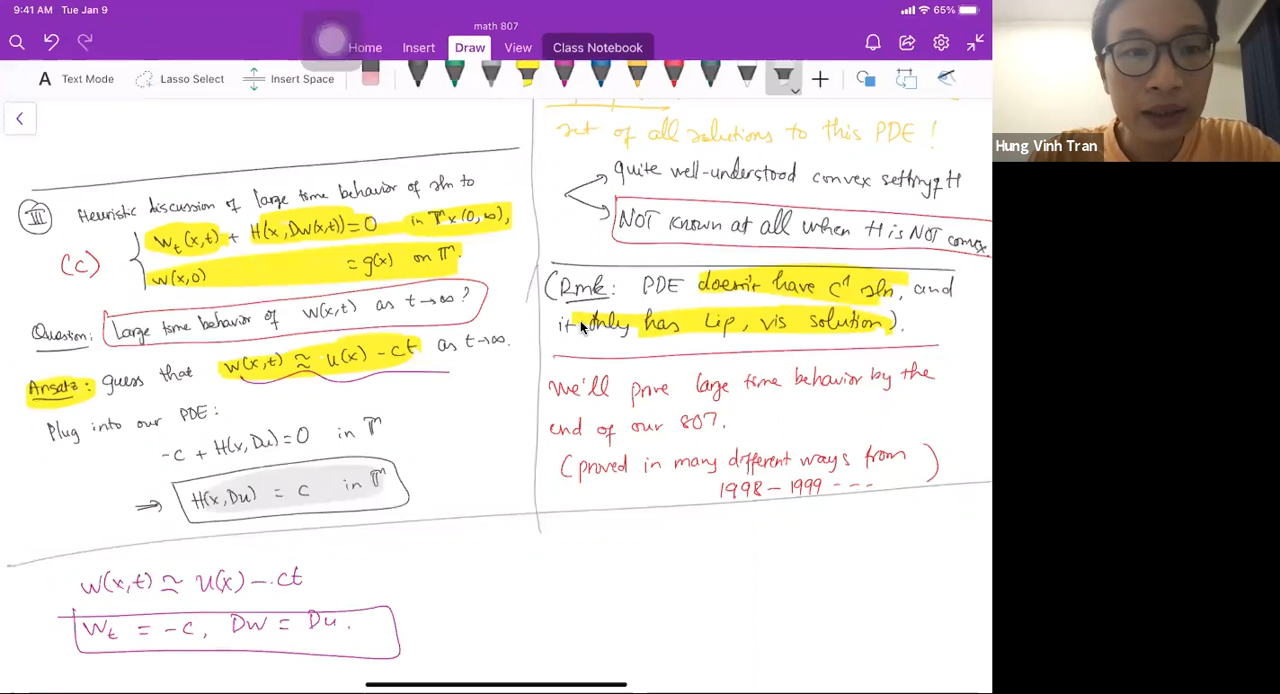 9:41 AM Tue Jan 9
65%
math 807
Home Insert Draw View Class Notebook
A Text Mode Lasso Select Insert Space
III Heuristic discussion of large time behavior of sln to
(C) w_t(x,t) + H(x, Dw(x,t)) = 0 in 𝕋ⁿ × (0, ∞),
w(x,0) = g(x) on 𝕋ⁿ.
Question: large time behavior of w(x,t) as t→∞?
Ansatz: guess that w(x,t) ≈ u(x) - ct as t→∞.
Plug into our PDE:
-c + H(x, Du) = 0 in 𝕋ⁿ
⟹ H(x, Du) = c in 𝕋ⁿ
w(x,t) ≃ u(x) - ct
W_t = -c, Dw = Du.
set of all solutions to this PDE!
quite well-understood convex setting H
NOT known at all when H is NOT convex
(Rmk: PDE doesn't have C¹ sln, and
it only has Lip, vis solution).
We'll prove large time behavior by the
end of our 807.
(proved in many different ways from
1998 - 1999 - - - )
Hung Vinh Tran